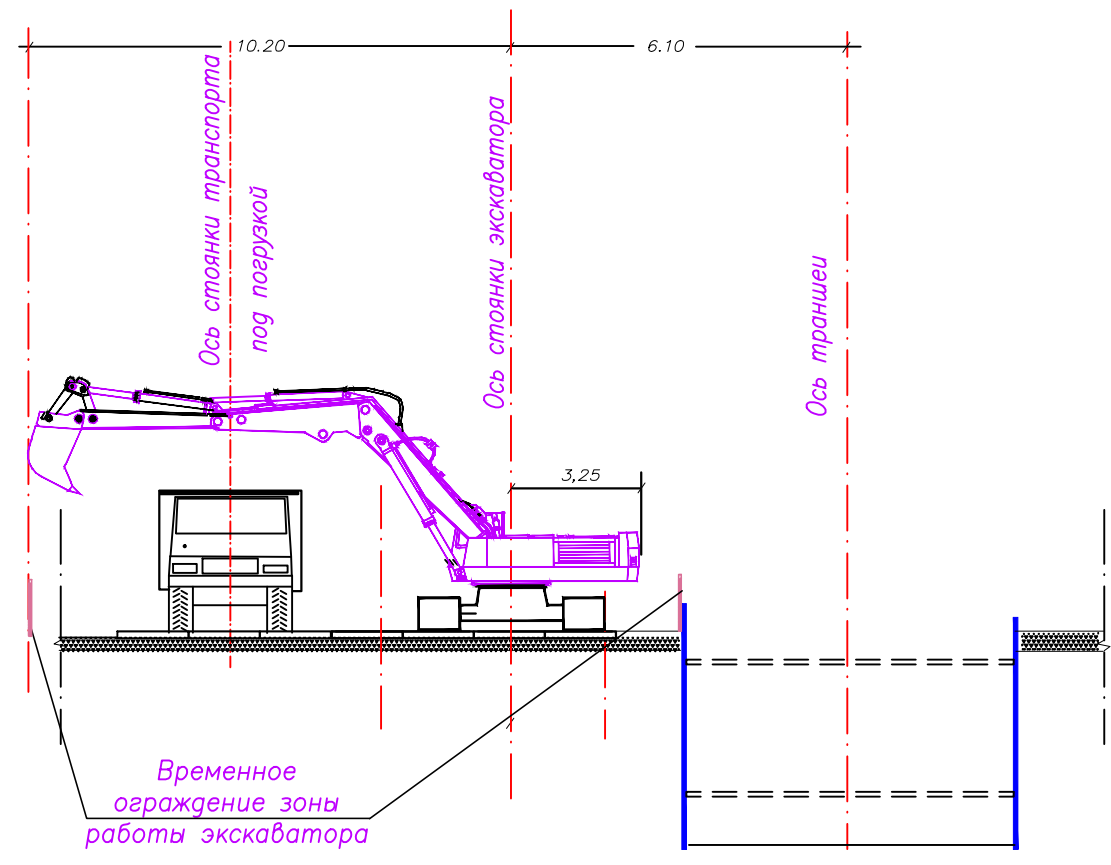 10.20
6.10
Ось стоянки транспорта
под погрузкой
Ось стоянки экскаватора
Ось траншеи
3,25
Временное
ограждение зоны
работы экскаватора